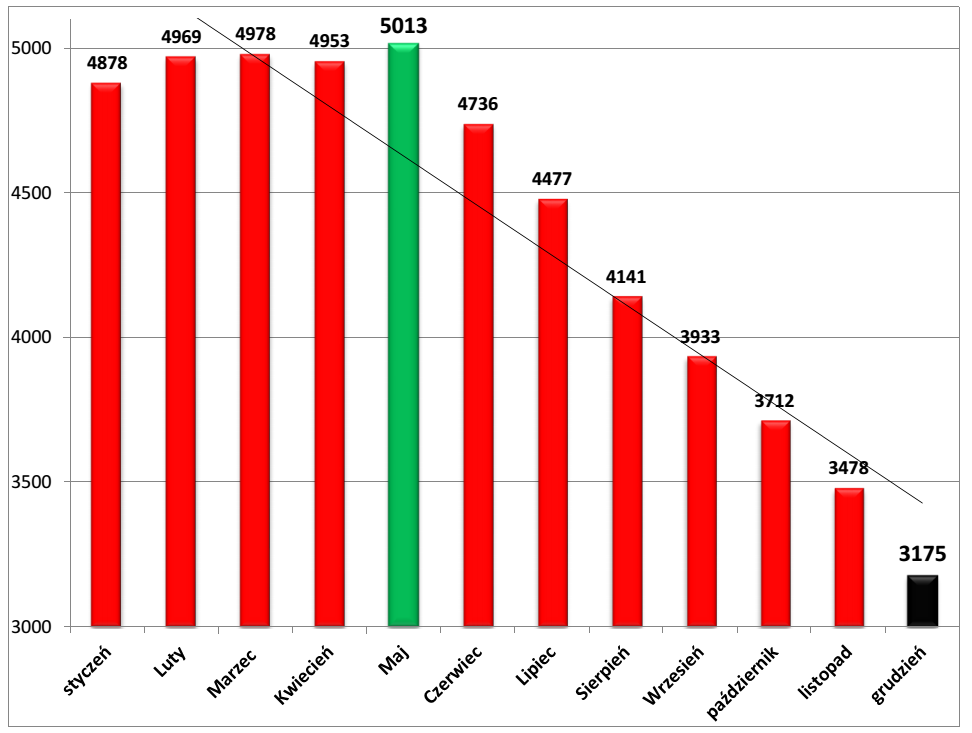 5013
4969
4978
4953
4878
4736
4477
4141
3933
3712
3478
3175
5000
4500
4000
3500
3000
styczeń
Luty
Marzec
Kwiecień
Maj
Czerwiec
Lipiec
Sierpień
Wrzesień
październik
listopad
grudzień